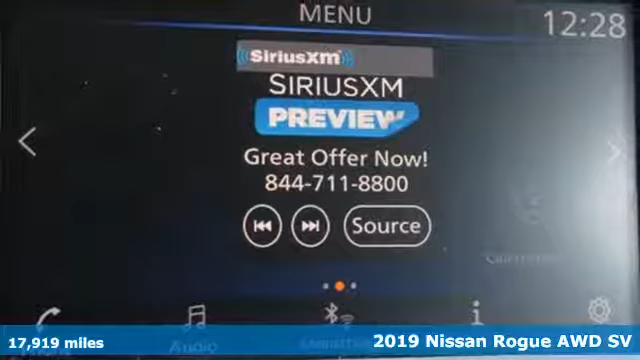 MENU
12:28
SiriusXm
SIRIUSXM
PREVIEW
Great Offer Now!
844-711-8800
Source
Audio
17,919 miles
2019 Nissan Rogue AWD SV